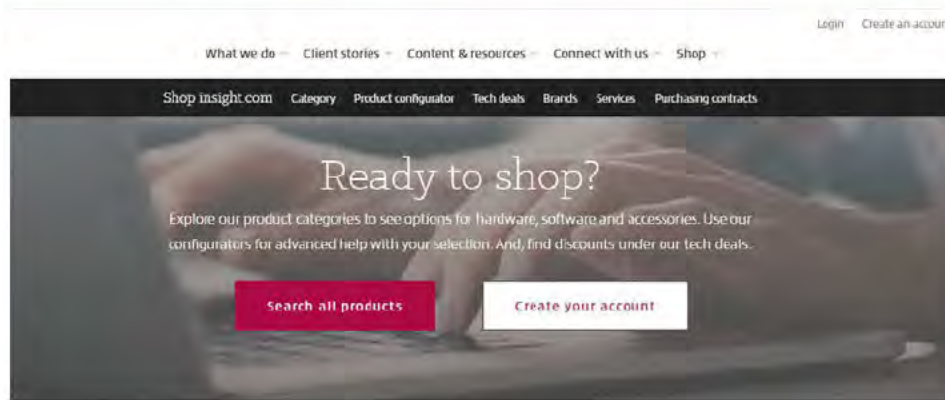 Login Create an accoun
What we do Client stories Content & resources Connect with us Shop
Shop insight.com Category Product configurator Tech deals Brands Services Purchasing contracts
Ready to shop?
Explore our product categories to see options for hardware, software and accessories. Use our
configurators for advanced help with your selection. And, find discounts under our tech deals.
Search all products Create your account